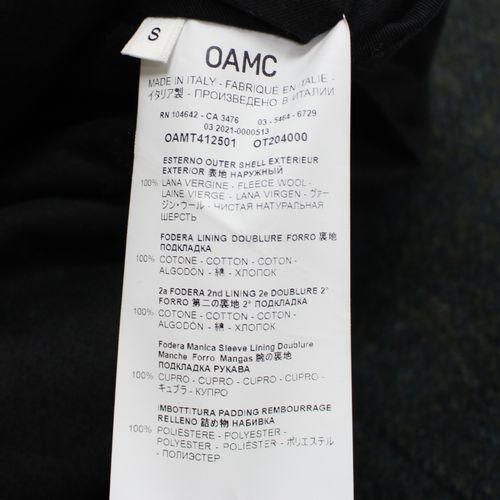 S
OAMC
MADE IN ITALY - FABRIQUÉ EN ITALIE -
イタリア製 - ПРОИЗВЕДЕНО В ИТАЛИИ
RN 104642 - CA 3476 03 - 5464 - 6729
03 2021-0000513
OAMT412501 OT204000
ESTERNO OUTER SHELL EXTÉRIEUR
EXTERIOR 表地 НАРУЖНЫЙ
100% LANA VERGINE - FLEECE WOOL -
LAINE VIERGE - LANA VIRGEN - ヴァー
ジン・ウール - ЧИСТАЯ НАТУРАЛЬНАЯ
ШЕРСТЬ
FODERA LINING DOUBLURE FORRO 裏地
ПОДКЛАДКА
100% COTONE - COTTON - COTON -
ALGODÓN - 綿 - ХЛОПОК
2a FODERA 2nd LINING 2e DOUBLURE 2°
FORRO 第二の裏地 2° ПОДКЛАДКА
100% COTONE - COTTON - COTON -
ALGODÓN - 綿 - ХЛОПОК
Fodera Manica Sleeve Lining Doublure
Manche Forro Mangas 腕の裏地
ПОДКЛАДКА РУКАВА
100% CUPRO - CUPRO - CUPRO - CUPRO -
キュプラ - КУПРО
IMBOTTITURA PADDING REMBOURRAGE
RELLENO 詰め物 НАБИВКА
100% POLIESTERE - POLYESTER -
POLYESTER - POLIÉSTER - ポリエステル
- ПОЛИЭСТЕР